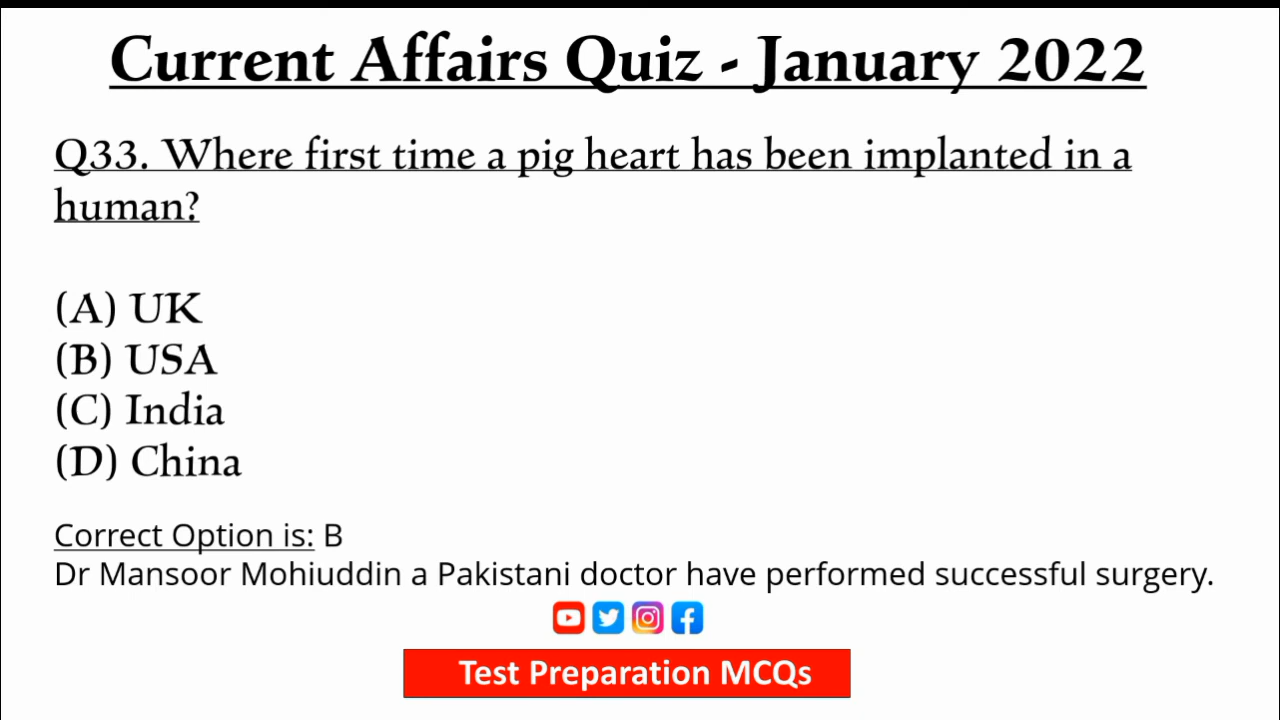 Current Affairs Quiz - January 2022
Q33. Where first time a pig heart has been implanted in a
human?
(A) UK
(B) USA
(C) India
(D) China
Correct Option is: B
Dr Mansoor Mohiuddin a Pakistani doctor have performed successful surgery.
Test Preparation MCQs